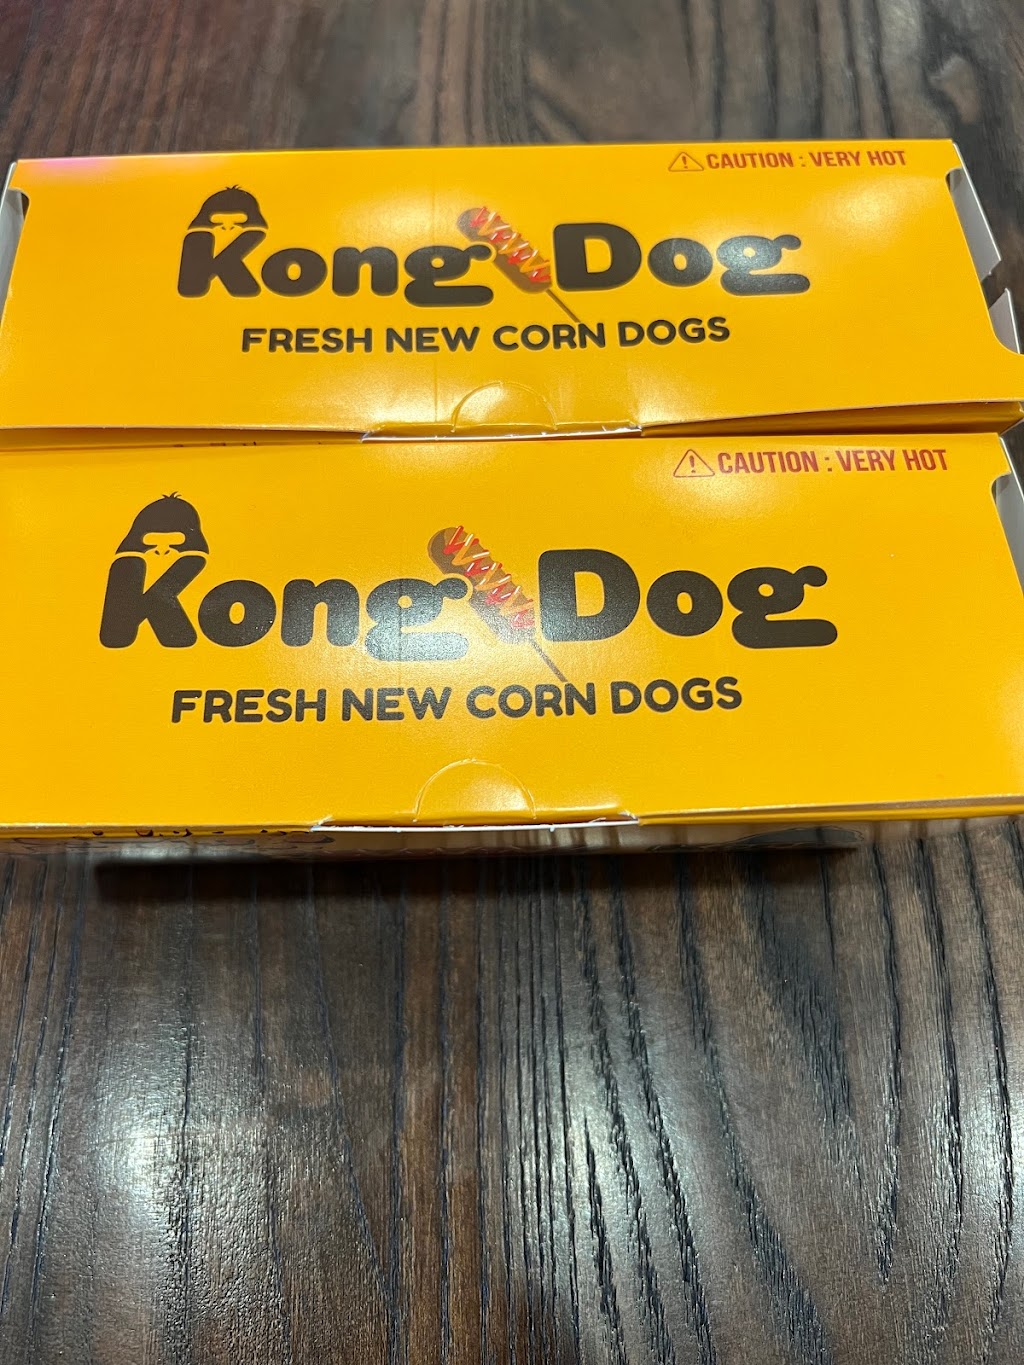 CAUTION : VERY HOT
Kong Dog
FRESH NEW CORN DOGS
CAUTION : VERY HOT
Kong Dog
FRESH NEW CORN DOGS